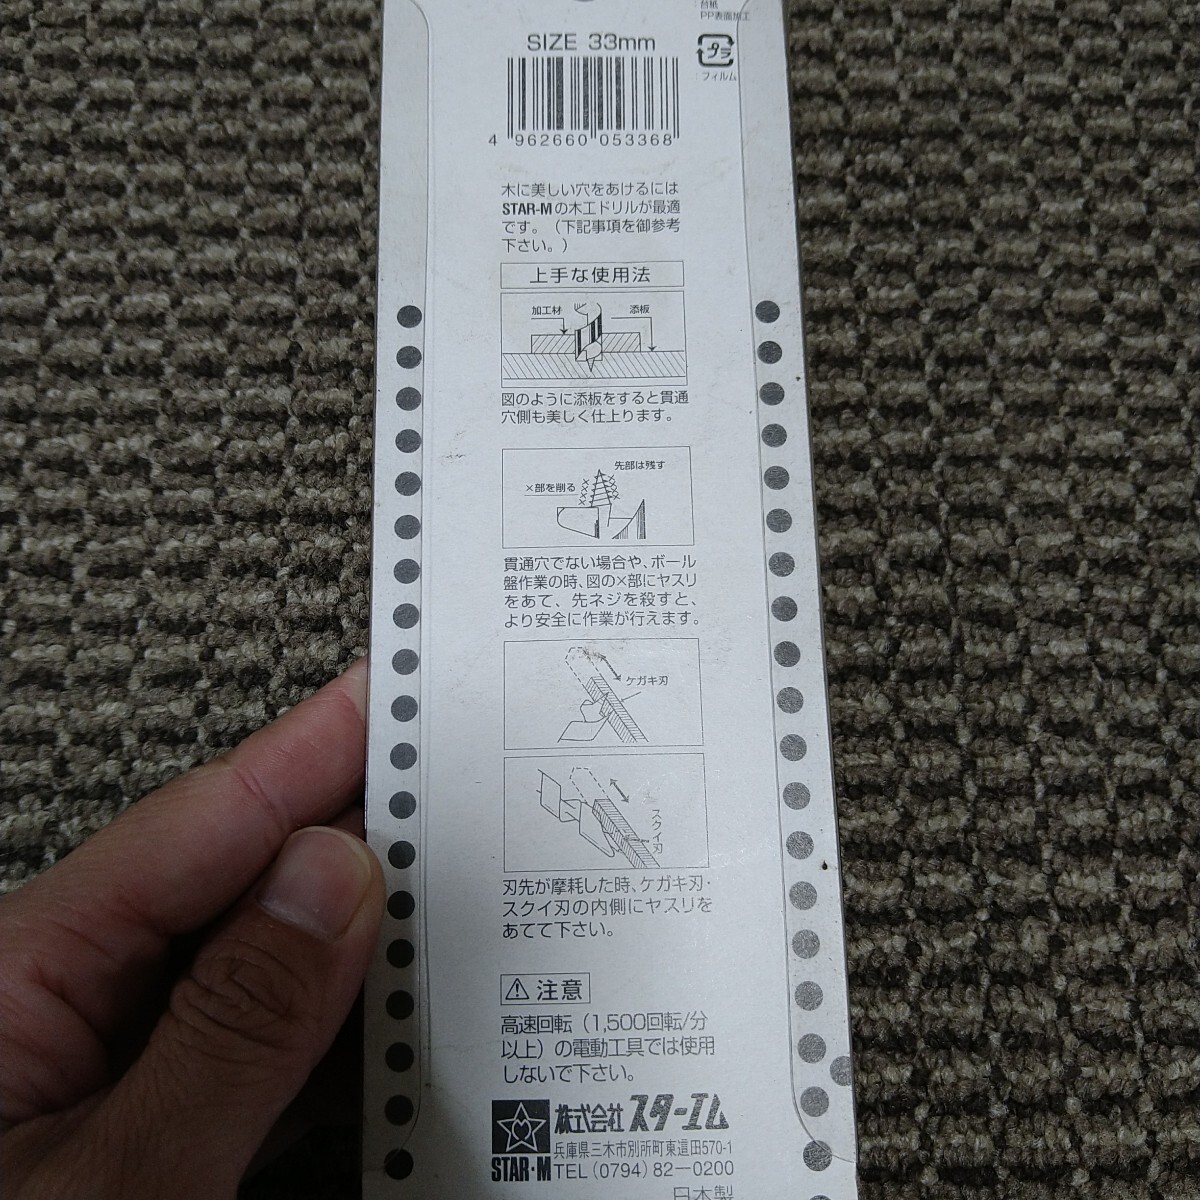 ：台紙
PP表面加工
SIZE 33mm
プラ
：フィルム
4 962660 053368
木に美しい穴をあけるには
STAR-Mの木工ドリルが最適
です。（下記事項を御参考
下さい。）
上手な使用法
加工材
添板
図のように添板をすると貫通
穴側も美しく仕上ります。
先部は残す
×部を削る
貫通穴でない場合や、ボール
盤作業の時、図の×部にヤスリ
をあて、先ネジを殺すと、
より安全に作業が行えます。
ケガキ刃
スクイ刃
刃先が摩耗した時、ケガキ刃・
スクイ刃の内側にヤスリを
あてて下さい。
注意
高速回転（1,500回転/分
以上）の電動工具では使用
しないで下さい。
株式会社スターエム
兵庫県三木市別所町東這田570-1
STAR・M TEL（0794）82－0200
日本製